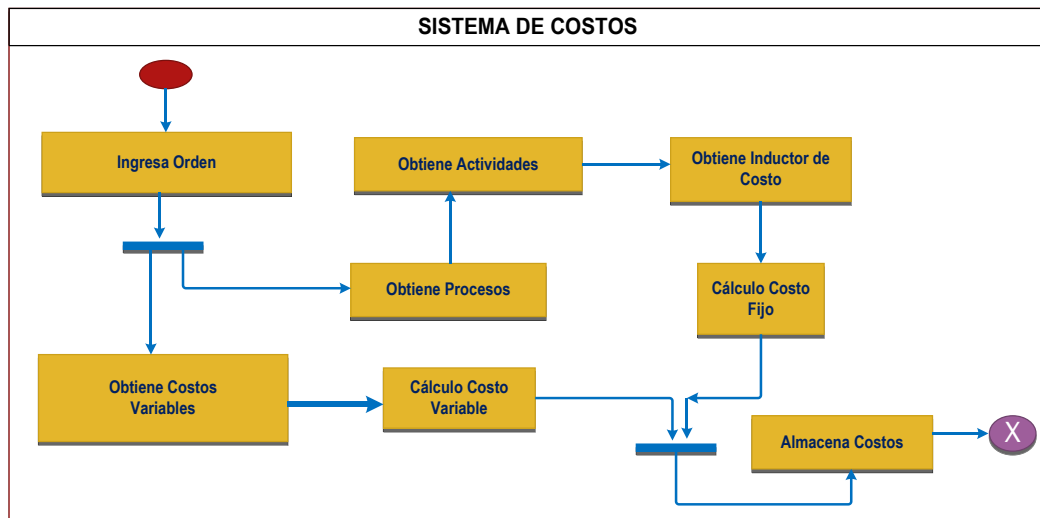 SISTEMA DE COSTOS
Ingresa Orden
Obtiene Actividades
Obtiene Inductor de
Costo
Obtiene Procesos
Cálculo Costo
Fijo
Obtiene Costos
Variables
Cálculo Costo
Variable
Almacena Costos
X